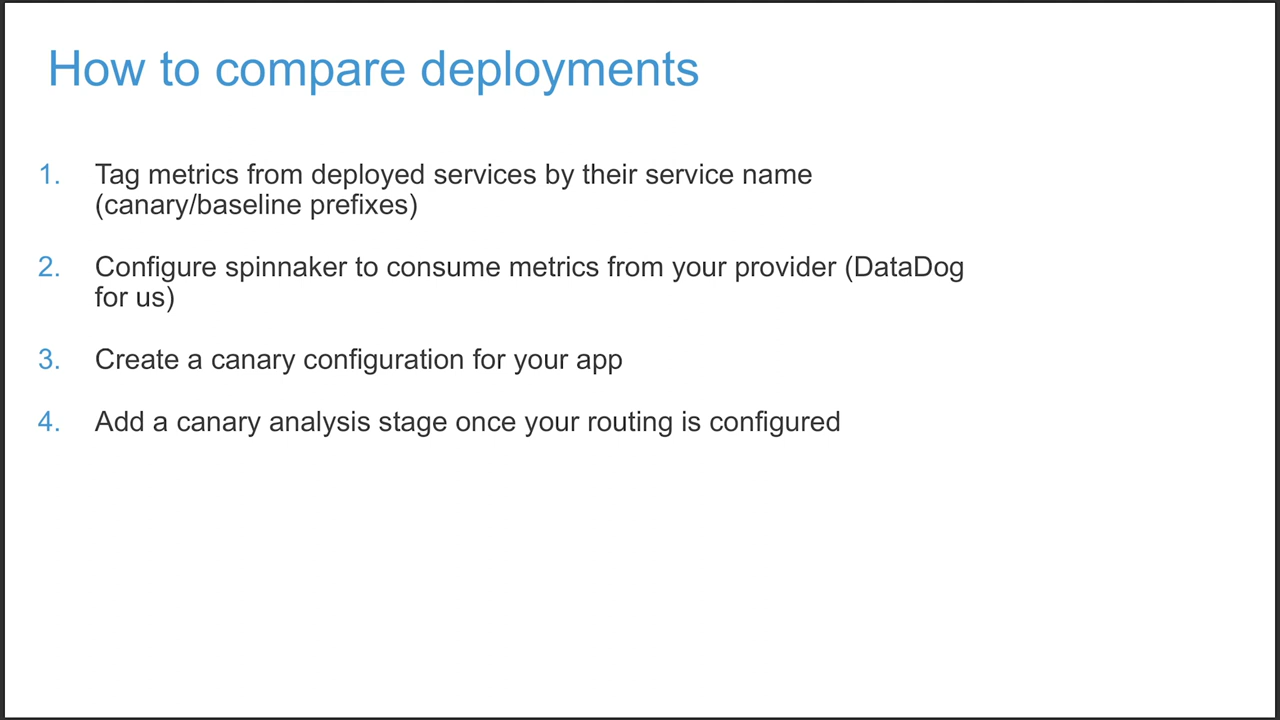 How to compare deployments
1. Tag metrics from deployed services by their service name
(canary/baseline prefixes)
2. Configure spinnaker to consume metrics from your provider (DataDog
for us)
3. Create a canary configuration for your app
4. Add a canary analysis stage once your routing is configured